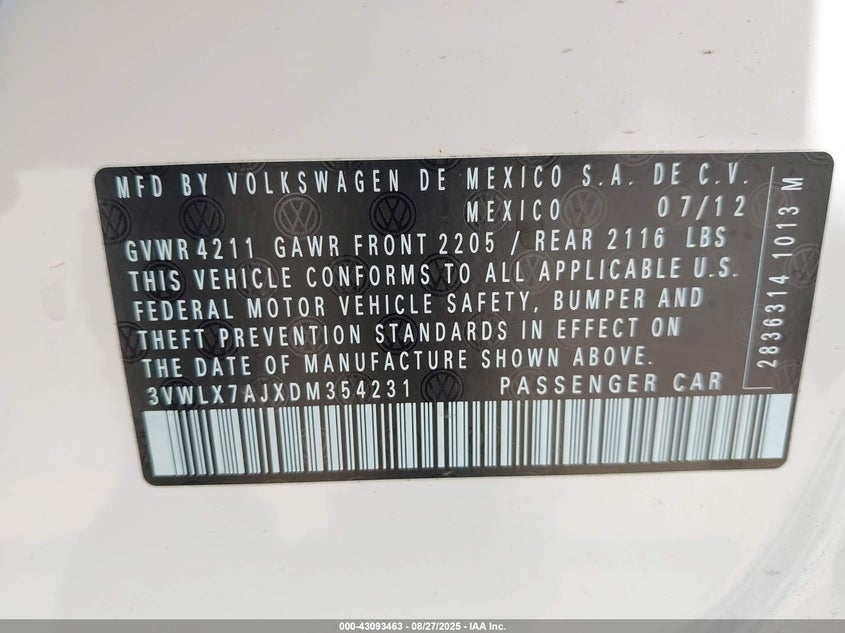 MFD BY VOLKSWAGEN DE MEXICO S.A. DE C.V.
MEXICO 07/12
GVWR 4211 GAWR FRONT 2205 / REAR 2116 LBS
THIS VEHICLE CONFORMS TO ALL APPLICABLE U.S.
FEDERAL MOTOR VEHICLE SAFETY, BUMPER AND
THEFT PREVENTION STANDARDS IN EFFECT ON
THE DATE OF MANUFACTURE SHOWN ABOVE.
3VWLX7AJXDM354231 PASSENGER CAR
2836314 1013 M
000-43093463 - 08/27/2025 - IAA Inc.